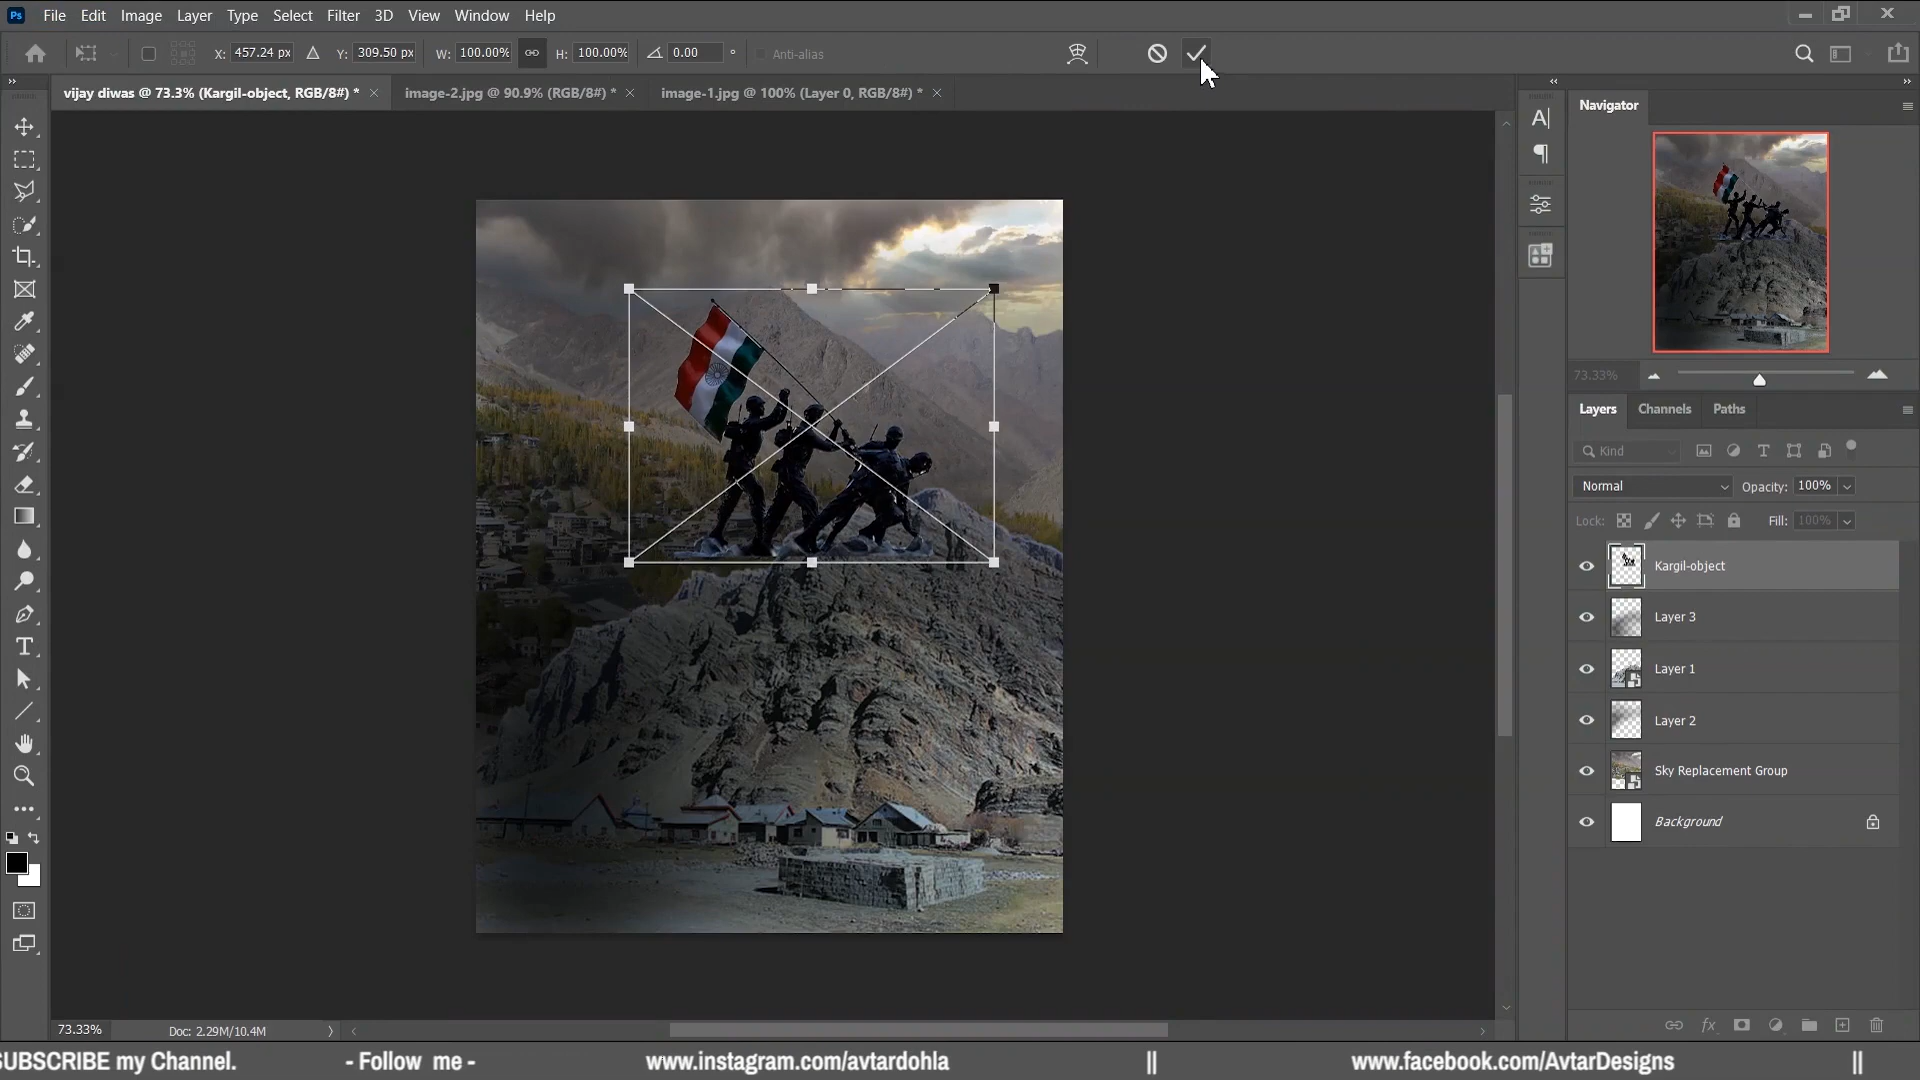 Ps File Edit Image Layer Type Select Filter 3D View Window Help
X: 457.24 px Y: 309.50 px W: 100.00% H: 100.00% 0.00 ° Anti-alias
vijay diwas @ 73.3% (Kargil-object, RGB/8#) * image-2.jpg @ 90.9% (RGB/8#) * image-1.jpg @ 100% (Layer 0, RGB/8#) *
Navigator
73.33%
Layers Channels Paths
Kind
Normal Opacity: 100%
Lock: Fill: 100%
Kargil-object
Layer 3
Layer 1
Layer 2
Sky Replacement Group
Background
fx
73.33% Doc: 2.29M/10.4M
SUBSCRIBE my Channel. - Follow me - www.instagram.com/avtardohla || www.facebook.com/AvtarDesigns ||